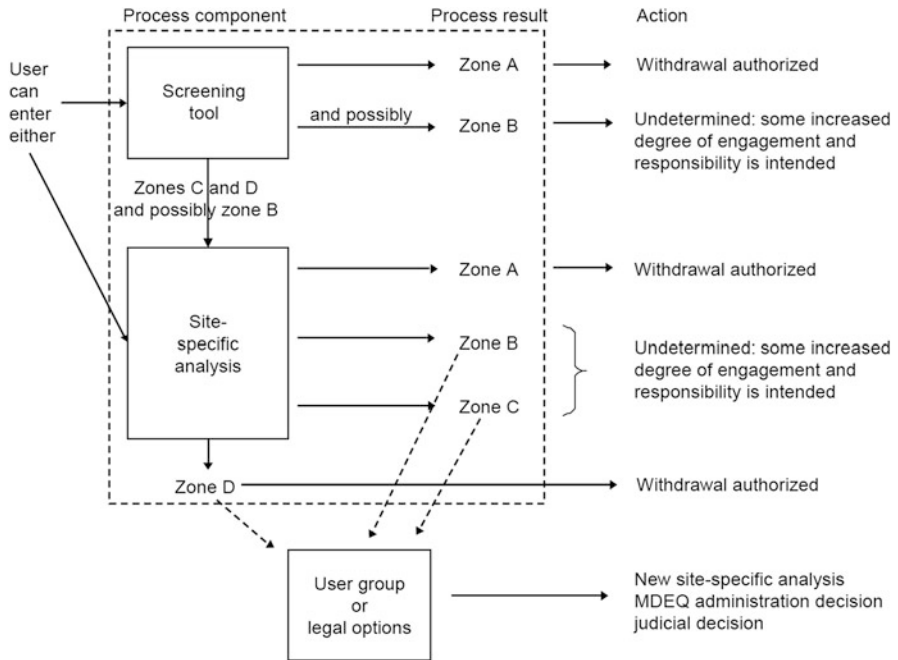 Process component
Process result
Action
User
can
enter
either
Screening
tool
Zone A
Withdrawal authorized
and possibly
Zone B
Undetermined: some increased
degree of engagement and
responsibility is intended
Zones C and D
and possibly zone B
Site-
specific
analysis
Zone A
Withdrawal authorized
Zone B
Zone C
Undetermined: some increased
degree of engagement and
responsibility is intended
Zone D
Withdrawal authorized
User group
or
legal options
New site-specific analysis
MDEQ administration decision
judicial decision